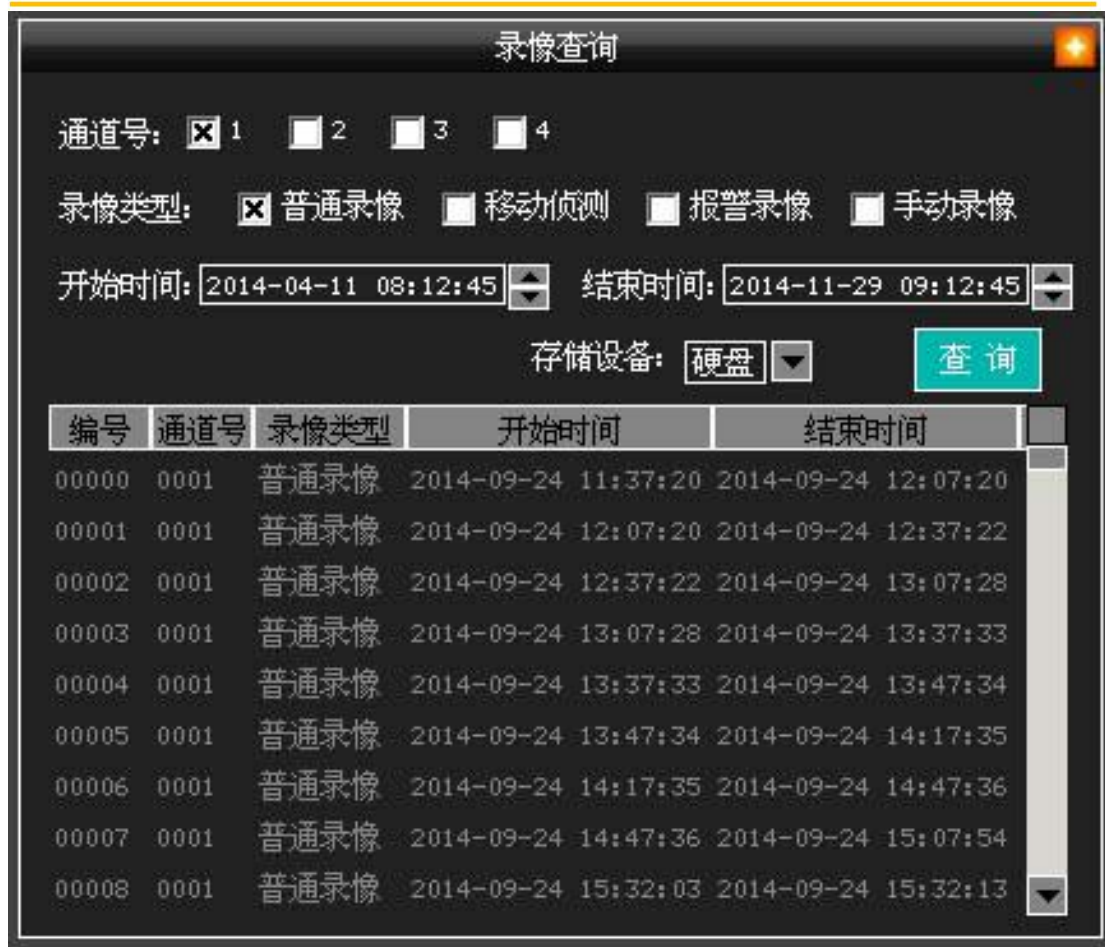 录像查询
通道号: 1 2 3 4
录像类型: 普通录像 移动侦测 报警录像 手动录像
开始时间: 2014-04-11 08:12:45 结束时间: 2014-11-29 09:12:45
存储设备: 硬盘 查 询
编号 通道号 录像类型 开始时间 结束时间
00000 0001 普通录像 2014-09-24 11:37:20 2014-09-24 12:07:20
00001 0001 普通录像 2014-09-24 12:07:20 2014-09-24 12:37:22
00002 0001 普通录像 2014-09-24 12:37:22 2014-09-24 13:07:28
00003 0001 普通录像 2014-09-24 13:07:28 2014-09-24 13:37:33
00004 0001 普通录像 2014-09-24 13:37:33 2014-09-24 13:47:34
00005 0001 普通录像 2014-09-24 13:47:34 2014-09-24 14:17:35
00006 0001 普通录像 2014-09-24 14:17:35 2014-09-24 14:47:36
00007 0001 普通录像 2014-09-24 14:47:36 2014-09-24 15:07:54
00008 0001 普通录像 2014-09-24 15:32:03 2014-09-24 15:32:13